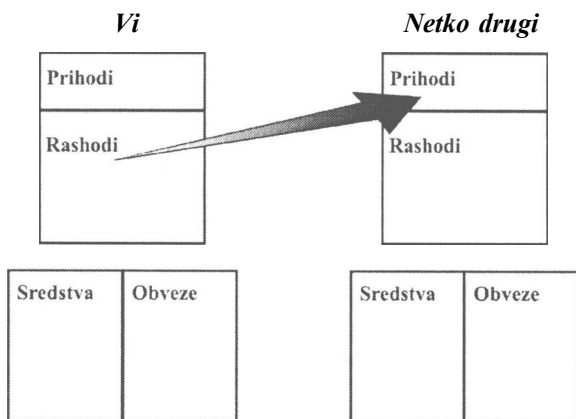 Vi Netko drugi
Prihodi Prihodi
Rashodi Rashodi
Sredstva Obveze Sredstva Obveze